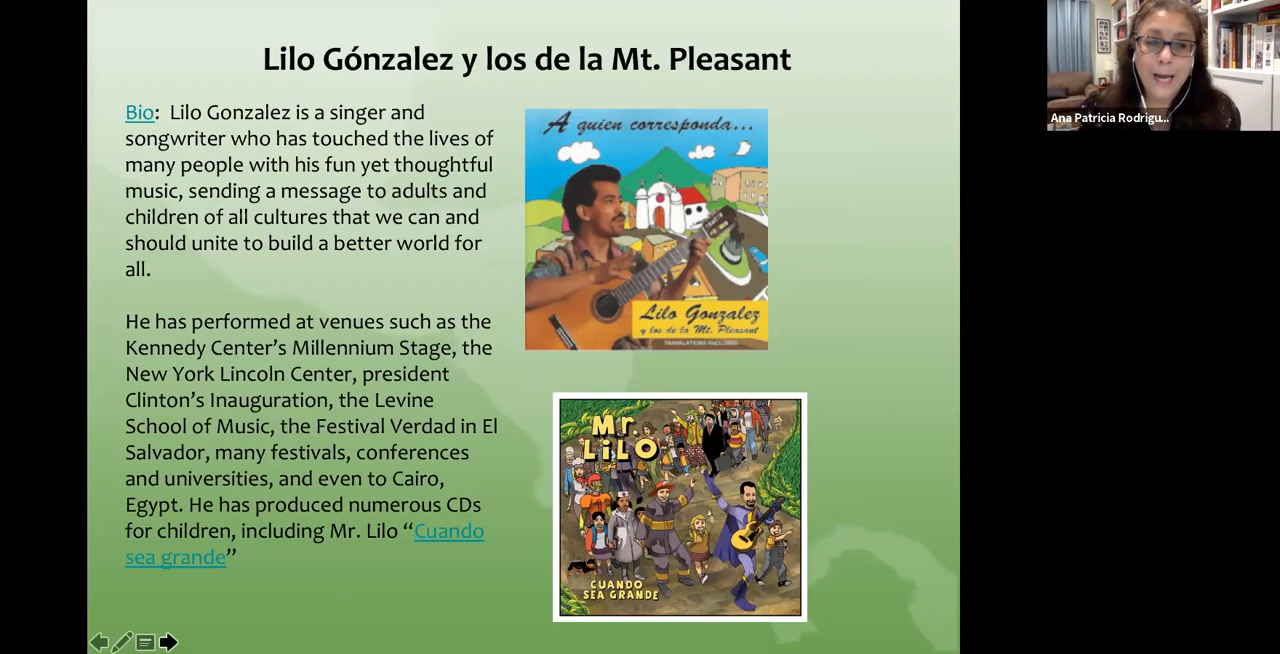 Lilo Gónzalez y los de la Mt. Pleasant
Bio:  Lilo Gonzalez is a singer and
songwriter who has touched the lives of
many people with his fun yet thoughtful
music, sending a message to adults and
children of all cultures that we can and
should unite to build a better world for
all.
He has performed at venues such as the
Kennedy Center’s Millennium Stage, the
New York Lincoln Center, president
Clinton’s Inauguration, the Levine
School of Music, the Festival Verdad in El
Salvador, many festivals, conferences
and universities, and even to Cairo,
Egypt. He has produced numerous CDs
for children, including Mr. Lilo “Cuando
sea grande”
A quien corresponda...
Lilo Gonzalez
y los de la Mt. Pleasant
TRANSLATIONS INCLUDED
Mr.
LiLO
CUANDO
SEA GRANDE
Ana Patricia Rodrigu...